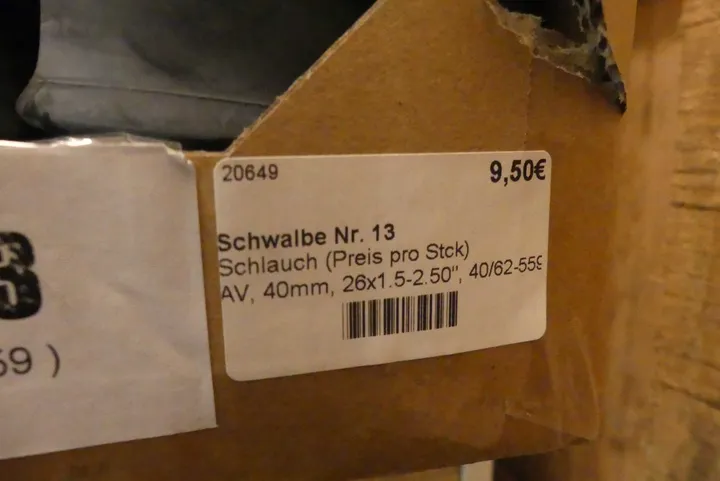 20649
9,50€
Schwalbe Nr. 13
Schlauch (Preis pro Stck)
AV, 40mm, 26x1.5-2.50", 40/62-559
59 )